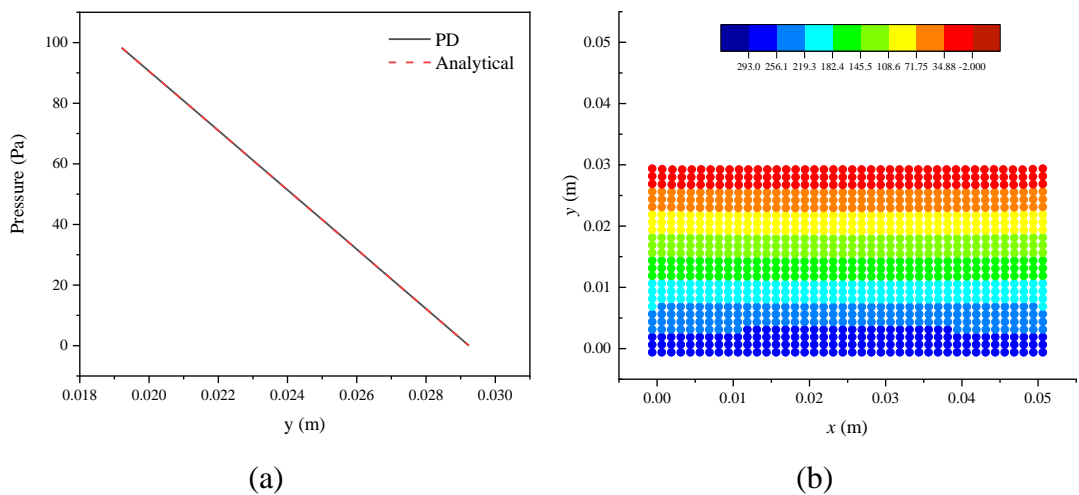 100
80
60
40
20
0
Pressure (Pa)
PD
Analytical
0.018 0.020 0.022 0.024 0.026 0.028 0.030
y (m)
(a)
0.05
0.04
0.03
0.02
0.01
0.00
y (m)
293.0 256.1 219.3 182.4 145.5 108.6 71.75 34.88 -2.000
0.00 0.01 0.02 0.03 0.04 0.05
x (m)
(b)